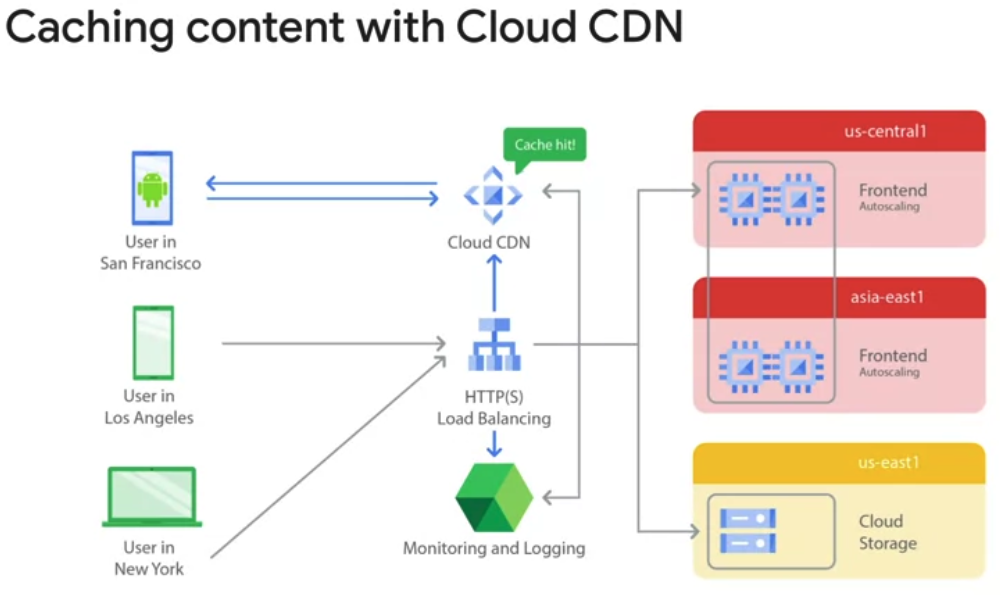 Caching content with Cloud CDN
Cache hit!
User in
San Francisco
Cloud CDN
User in
Los Angeles
HTTP(S)
Load Balancing
User in
New York
Monitoring and Logging
us-central1
Frontend
Autoscaling
asia-east1
Frontend
Autoscaling
us-east1
Cloud
Storage